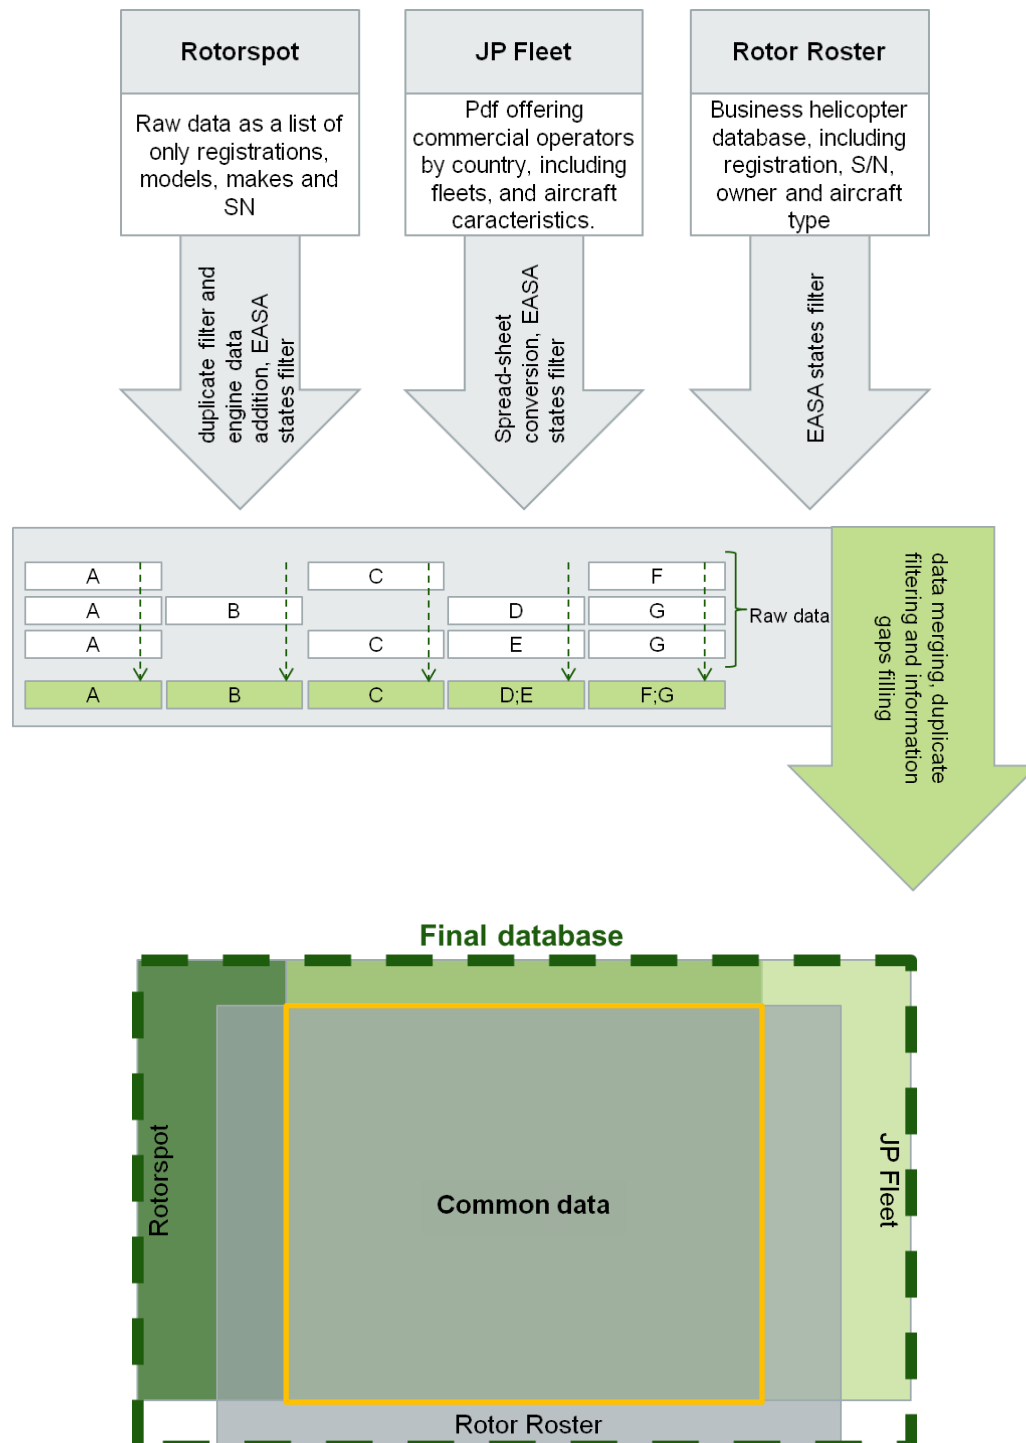 Rotorspot
Raw data as a list of
only registrations,
models, makes and
SN
JP Fleet
Pdf offering
commercial operators
by country, including
fleets, and aircraft
caracteristics.
Rotor Roster
Business helicopter
database, including
registration, S/N,
owner and aircraft
type
duplicate filter and
engine data
addition, EASA
states filter
Spread-sheet
conversion, EASA
states filter
EASA states filter
A
C
F
A
B
D
G
A
C
E
G
Raw data
A
B
C
D;E
F;G
data merging, duplicate
filtering and information
gaps filling
Final database
Rotorspot
Common data
JP Fleet
Rotor Roster